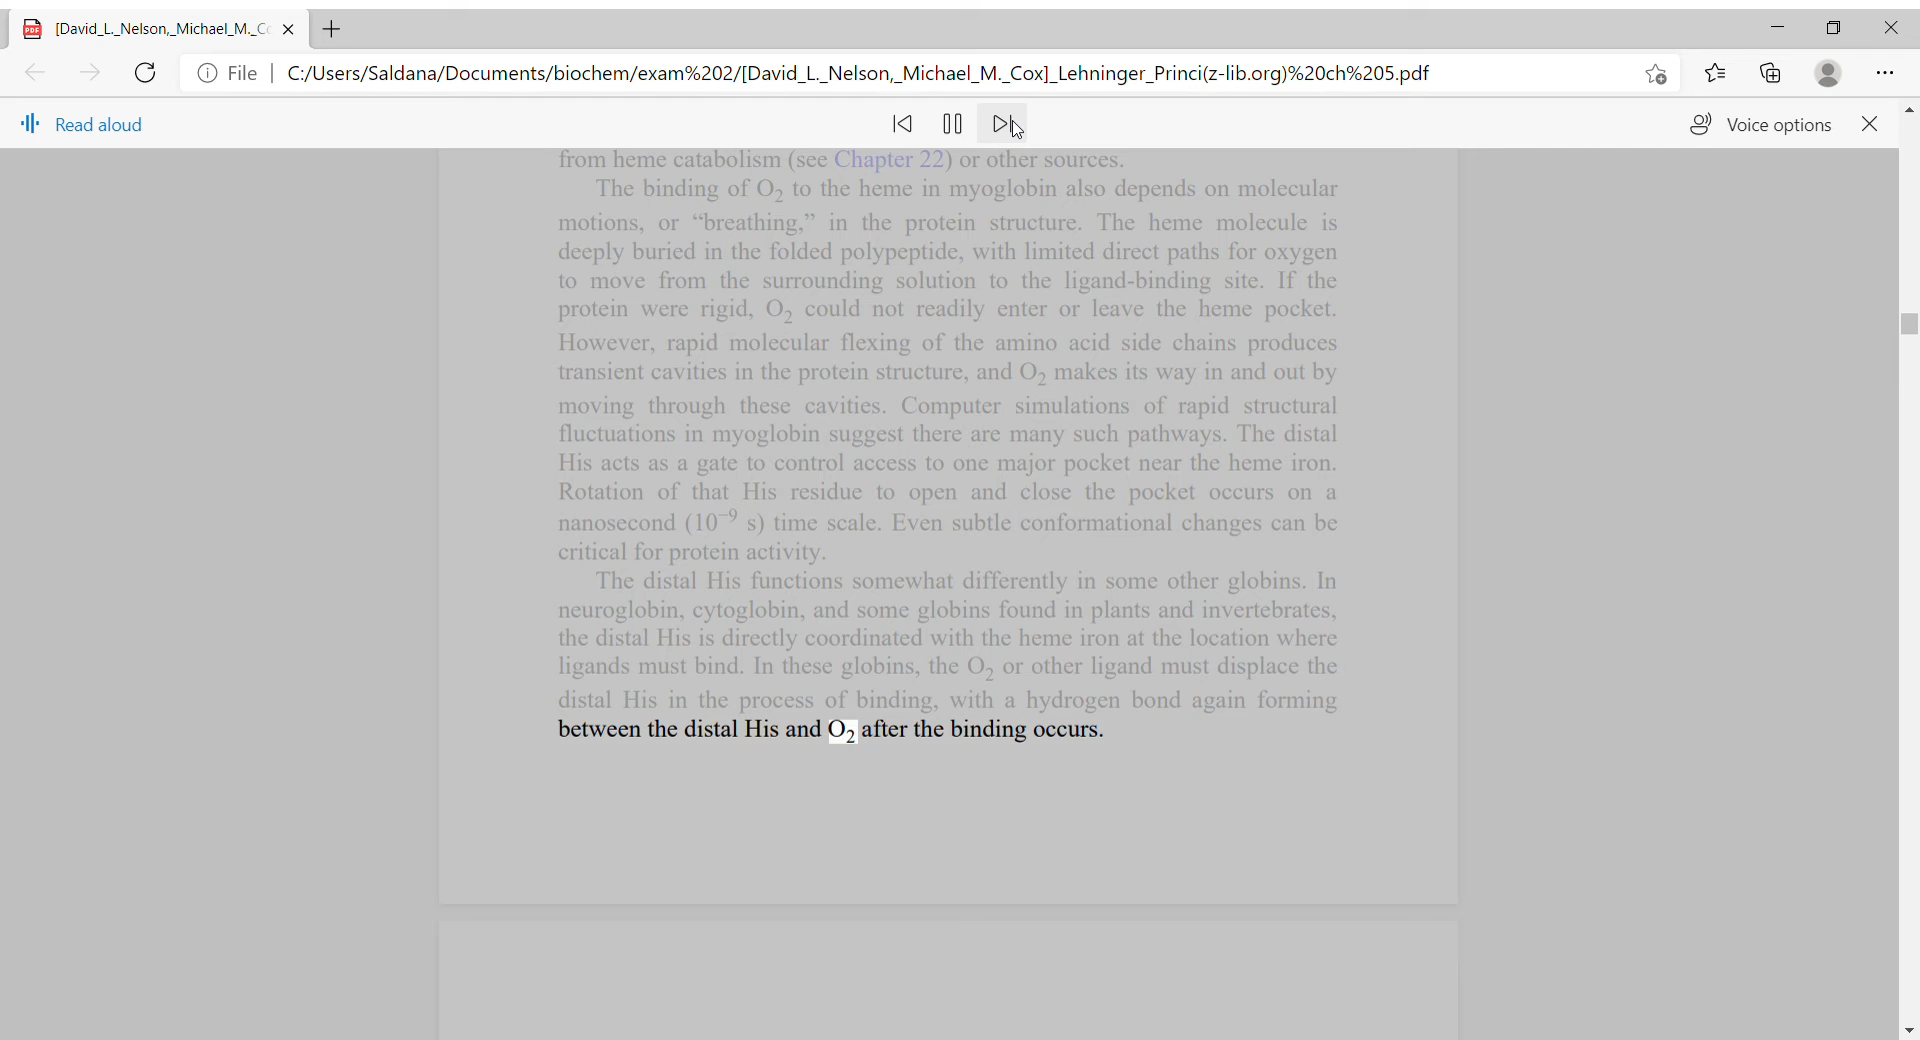 [David_L._Nelson,_Michael_M._Co
File
C:/Users/Saldana/Documents/biochem/exam%202/[David_L._Nelson,_Michael_M._Cox]_Lehninger_Princi(z-lib.org)%20ch%205.pdf
Read aloud
Voice options
from heme catabolism (see Chapter 22) or other sources.
The binding of O₂ to the heme in myoglobin also depends on molecular
motions, or “breathing,” in the protein structure. The heme molecule is
deeply buried in the folded polypeptide, with limited direct paths for oxygen
to move from the surrounding solution to the ligand-binding site. If the
protein were rigid, O₂ could not readily enter or leave the heme pocket.
However, rapid molecular flexing of the amino acid side chains produces
transient cavities in the protein structure, and O₂ makes its way in and out by
moving through these cavities. Computer simulations of rapid structural
fluctuations in myoglobin suggest there are many such pathways. The distal
His acts as a gate to control access to one major pocket near the heme iron.
Rotation of that His residue to open and close the pocket occurs on a
nanosecond (10⁻⁹ s) time scale. Even subtle conformational changes can be
critical for protein activity.
The distal His functions somewhat differently in some other globins. In
neuroglobin, cytoglobin, and some globins found in plants and invertebrates,
the distal His is directly coordinated with the heme iron at the location where
ligands must bind. In these globins, the O₂ or other ligand must displace the
distal His in the process of binding, with a hydrogen bond again forming
between the distal His and O₂ after the binding occurs.